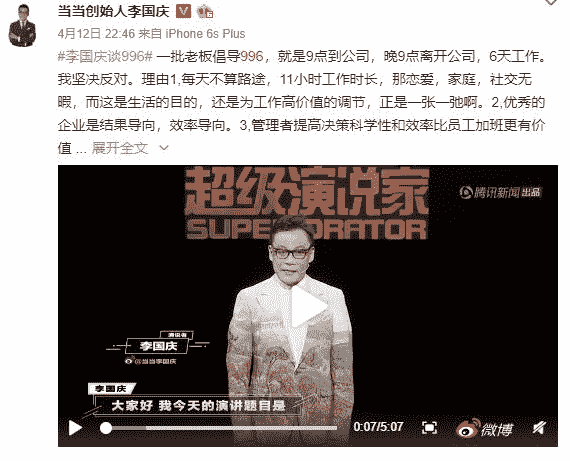 当当创始人李国庆
4月12日 22:46 来自 iPhone 6s Plus
#李国庆谈996# 一批老板倡导996，就是9点到公司，晚9点离开公司，6天工作。
我坚决反对。理由1,每天不算路途，11小时工作时长，那恋爱，家庭，社交无
暇，而这是生活的目的，还是为工作高价值的调节，正是一张一弛啊。2,优秀的
企业是结果导向，效率导向。3,管理者提高决策科学性和效率比员工加班更有价
值 ... 展开全文
超级演说家
SUPER ORATOR
腾讯新闻 出品
演说者
李国庆
@当当李国庆
李国庆
大家好 我今天的演讲题目是
0:07/5:07
微博